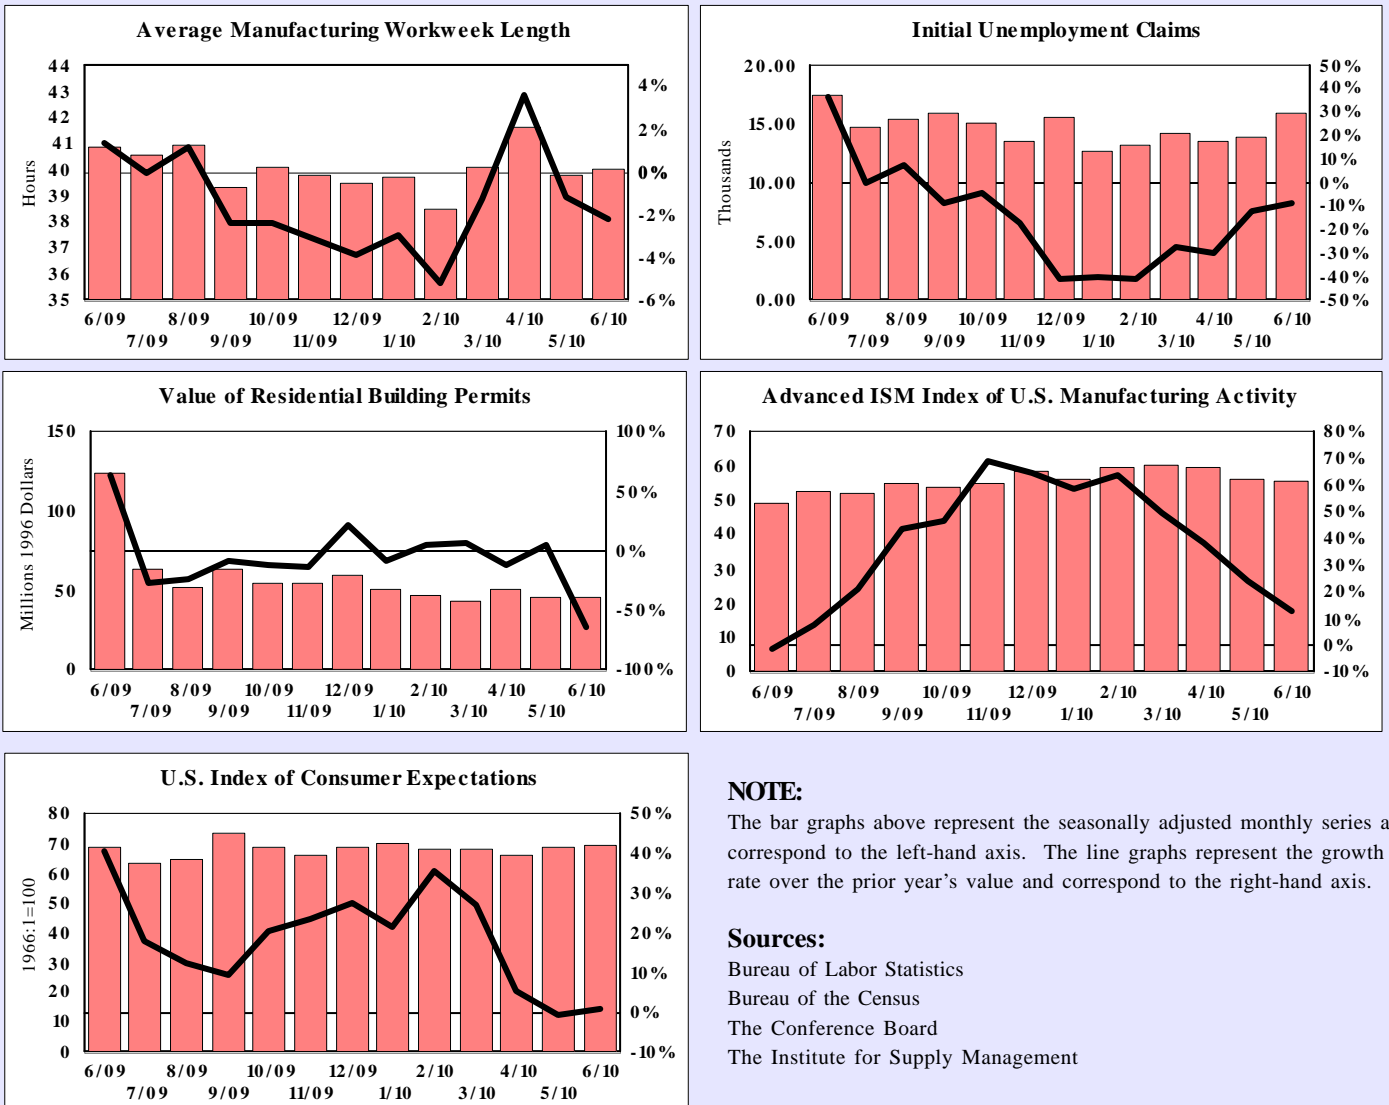 Average Manufacturing Workweek Length
44
43
42
41
40
39
38
37
36
35
Hours
4%
2%
0%
-2%
-4%
-6%
6/09 8/09 10/09 12/09 2/10 4/10 6/10
7/09 9/09 11/09 1/10 3/10 5/10
Initial Unemployment Claims
20.00
15.00
10.00
5.00
0.00
Thousands
50%
40%
30%
20%
10%
0%
-10%
-20%
-30%
-40%
-50%
6/09 8/09 10/09 12/09 2/10 4/10 6/10
7/09 9/09 11/09 1/10 3/10 5/10
Value of Residential Building Permits
150
100
50
0
Millions 1996 Dollars
100%
50%
0%
-50%
-100%
6/09 8/09 10/09 12/09 2/10 4/10 6/10
7/09 9/09 11/09 1/10 3/10 5/10
Advanced ISM Index of U.S. Manufacturing Activity
70
60
50
40
30
20
10
0
80%
70%
60%
50%
40%
30%
20%
10%
0%
-10%
6/09 8/09 10/09 12/09 2/10 4/10 6/10
7/09 9/09 11/09 1/10 3/10 5/10
U.S. Index of Consumer Expectations
80
70
60
50
40
30
20
10
0
1966:1=100
50%
40%
30%
20%
10%
0%
-10%
6/09 8/09 10/09 12/09 2/10 4/10 6/10
7/09 9/09 11/09 1/10 3/10 5/10
NOTE:
The bar graphs above represent the seasonally adjusted monthly series a
correspond to the left-hand axis. The line graphs represent the growth
rate over the prior year's value and correspond to the right-hand axis.
Sources:
Bureau of Labor Statistics
Bureau of the Census
The Conference Board
The Institute for Supply Management